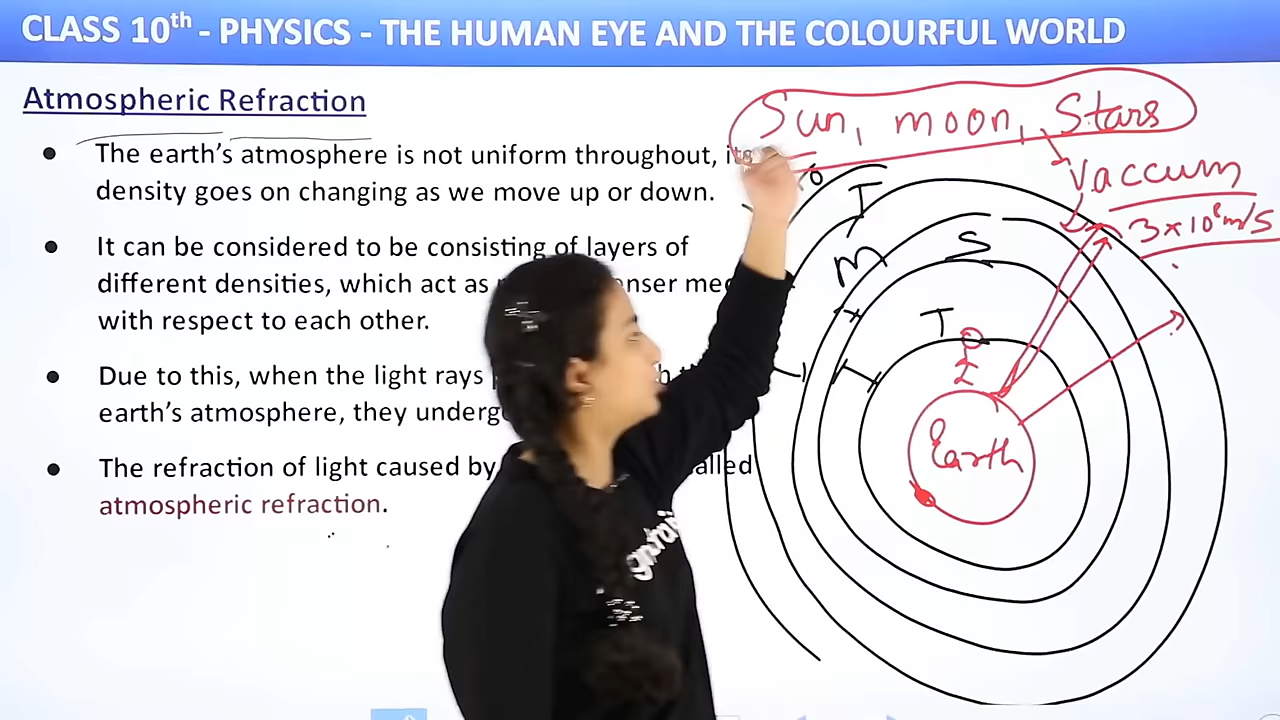 CLASS 10th - PHYSICS - THE HUMAN EYE AND THE COLOURFUL WORLD
Atmospheric Refraction
Sun, moon, Stars
• The earth's atmosphere is not uniform throughout, its
density goes on changing as we move up or down.
Vaccum
3×10⁸m/s
• It can be considered to be consisting of layers of
different densities, which act as
with respect to each other.
I
M
S
T
• Due to this, when the light rays
earth's atmosphere, they
Earth
• The refraction of light caused by
atmospheric refraction.